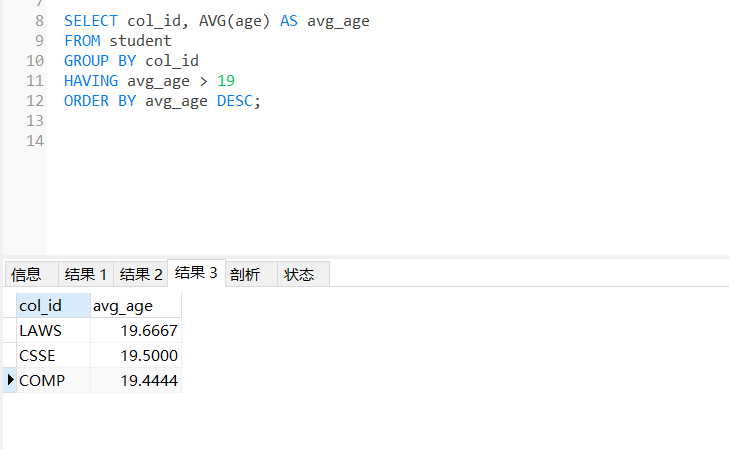 7
8 SELECT col_id, AVG(age) AS avg_age
9 FROM student
10 GROUP BY col_id
11 HAVING avg_age > 19
12 ORDER BY avg_age DESC;
13
14
信息 结果 1 结果 2 结果 3 剖析 状态
col_id avg_age
LAWS 19.6667
CSSE 19.5000
COMP 19.4444